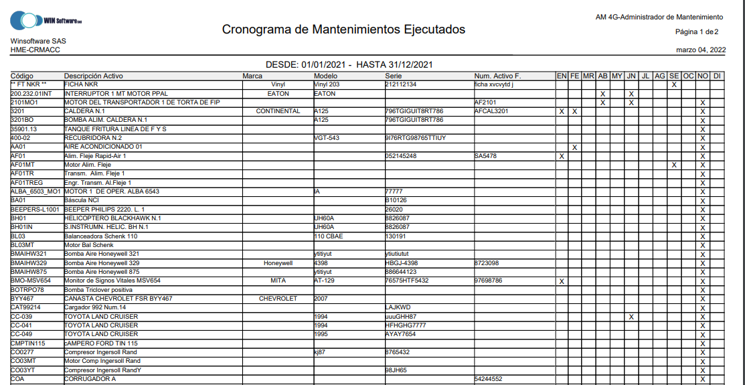 WIN Software SAS
AM 4G-Administrador de Mantenimiento
Cronograma de Mantenimientos Ejecutados
Página 1 de2
Winsoftware SAS
HME-CRMACC
marzo 04, 2022
DESDE: 01/01/2021 - HASTA 31/12/2021
Código Descripción Activo Marca Modelo Serie Num. Activo F. EN FE MR AB MY JN JL AG SE OC NO DI
** FT NKR ** FICHA NKR Vinyl Vinyl 203 212112134 ficha xvcvytd j X
200.232.01INT INTERRUPTOR 1 MT MOTOR PPAL EATON EATON X X
2101MO1 MOTOR DEL TRANSPORTADOR 1 DE TORTA DE FIP AF2101 X X X
3201 CALDERA N.1 CONTINENTAL A125 796TGIGUIT8RT786 AFCAL3201 X X X
3201BO BOMBA ALIM. CALDERA N.1 A125 796TGIGUIT8RT786 X
35901.13 TANQUE FRITURA LINEA DE F Y S X
400-02 RECUBRIDORA N.2 VGT-543 9I76RTG98765TTIUY X
AA01 AIRE ACONDICIONADO 01 X X
AF01 Alim. Fleje Rapid-Air 1 D52145248 SA5478 X X
AF01MT Motor Alim. Fleje X X
AF01TR Transm. Alim. Fleje 1 X
AF01TREG Engr. Transm. Al.Fleje 1 X
ALBA_6503_MO1 MOTOR 1 DE OPER. ALBA 6543 IA 77777 X
BA01 Báscula NCI B10126 X
BEEPERS-L1001 BEEPER PHILIPS 2220. L. 1 26020 X
BH01 HELICOPTERO BLACKHAWK N.1 UH60A 8826087 X
BH01IN S.INSTRUMN. HELIC. BH N.1 UH60A 8826087 X
BL03 Balanceadora Schenk 110 110 CBAE 130191 X
BL03MT Motor Bal Schenk X
BMAIHW321 Bomba Aire Honeywell 321 ytityut ytiutiutut X
BMAIHW329 Bomba Aire Honeywell 329 Honeywell 4398 HBGJ-4398 8723098 X
BMAIHW875 Bomba Aire Honeywell 875 ytityut 886644123 X
BMO-MSV654 Monitor de Signos Vitales MSV654 MITA AT-129 76575HTF5432 97698786 X X
BOTRPO78 Bomba Triclover positiva X
BYY467 CANASTA CHEVROLET FSR BYY467 CHEVROLET 2007 X
CAT99214 Cargador 992 Num.14 LAJKWD X
CC-039 TOYOTA LAND CRUISER 1994 uuuGHH87 X X
CC-041 TOYOTA LAND CRUISER 1994 HFHGHG7777 X
CC-049 TOYOTA LAND CRUISER 1995 AYAY7654 X
CMPTIN115 cAMPERO FORD TIN 115 X
CO0277 Compresor Ingersoll Rand kj87 8765432 X
CO03MT Motor Comp Ingersoll Rand X
CO03YT Compresor Ingersoll RandY 98JH65 X
COA CORRUGADOR A 54244552 X